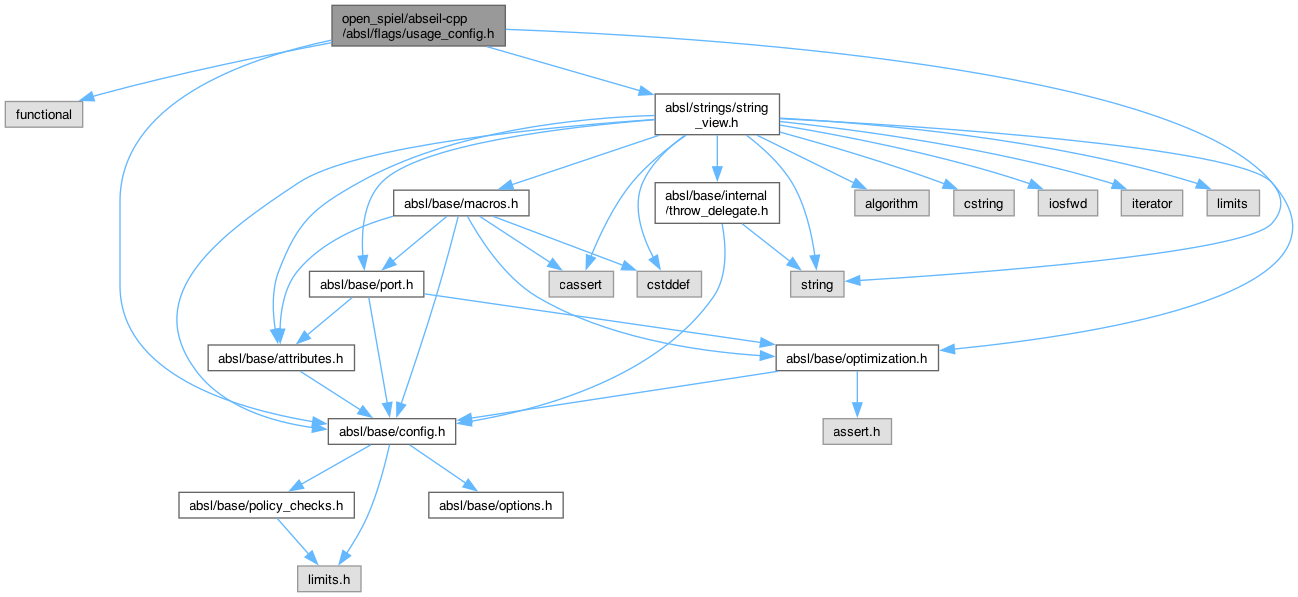 open_spiel/abseil-cpp
/absl/flags/usage_config.h
functional
absl/strings/string
_view.h
absl/base/macros.h
absl/base/internal
/throw_delegate.h
algorithm
cstring
iosfwd
iterator
limits
absl/base/port.h
cassert
cstddef
string
absl/base/attributes.h
absl/base/optimization.h
absl/base/config.h
assert.h
absl/base/policy_checks.h
absl/base/options.h
limits.h